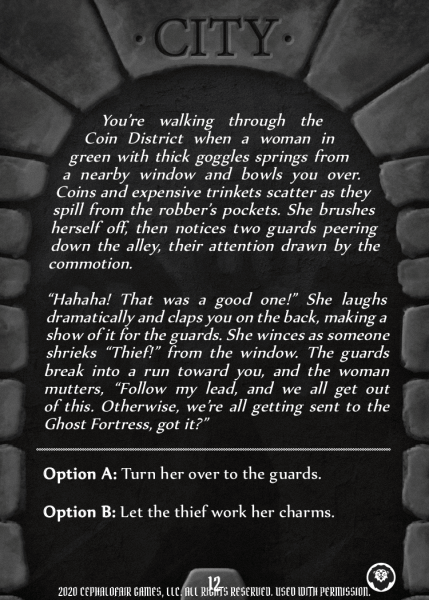 · CITY ·
You're walking through the
Coin District when a woman in
green with thick goggles springs from
a nearby window and bowls you over.
Coins and expensive trinkets scatter as they
spill from the robber's pockets. She brushes
herself off, then notices two guards peering
down the alley, their attention drawn by the
commotion.
“Hahaha! That was a good one!” She laughs
dramatically and claps you on the back, making a
show of it for the guards. She winces as someone
shrieks “Thief!” from the window. The guards
break into a run toward you, and the woman
mutters, “Follow my lead, and we all get out
of this. Otherwise, we're all getting sent to the
Ghost Fortress, got it?”
Option A: Turn her over to the guards.
Option B: Let the thief work her charms.
12
2020 CEPHALOFAIR GAMES, LLC. ALL RIGHTS RESERVED. USED WITH PERMISSION.